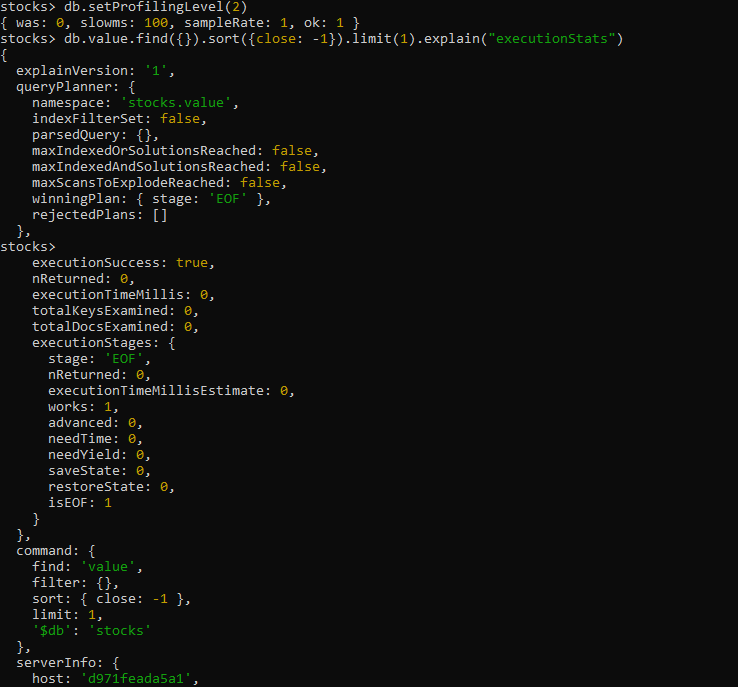 stocks> db.setProfilingLevel(2)
{ was: 0, slowms: 100, sampleRate: 1, ok: 1 }
stocks> db.value.find({}).sort({close: -1}).limit(1).explain("executionStats")
{
  explainVersion: '1',
  queryPlanner: {
    namespace: 'stocks.value',
    indexFilterSet: false,
    parsedQuery: {},
    maxIndexedOrSolutionsReached: false,
    maxIndexedAndSolutionsReached: false,
    maxScansToExplodeReached: false,
    winningPlan: { stage: 'EOF' },
    rejectedPlans: []
  },
stocks>
    executionSuccess: true,
    nReturned: 0,
    executionTimeMillis: 0,
    totalKeysExamined: 0,
    totalDocsExamined: 0,
    executionStages: {
      stage: 'EOF',
      nReturned: 0,
      executionTimeMillisEstimate: 0,
      works: 1,
      advanced: 0,
      needTime: 0,
      needYield: 0,
      saveState: 0,
      restoreState: 0,
      isEOF: 1
    }
  },
  command: {
    find: 'value',
    filter: {},
    sort: { close: -1 },
    limit: 1,
    '$db': 'stocks'
  },
  serverInfo: {
    host: 'd971feada5a1',